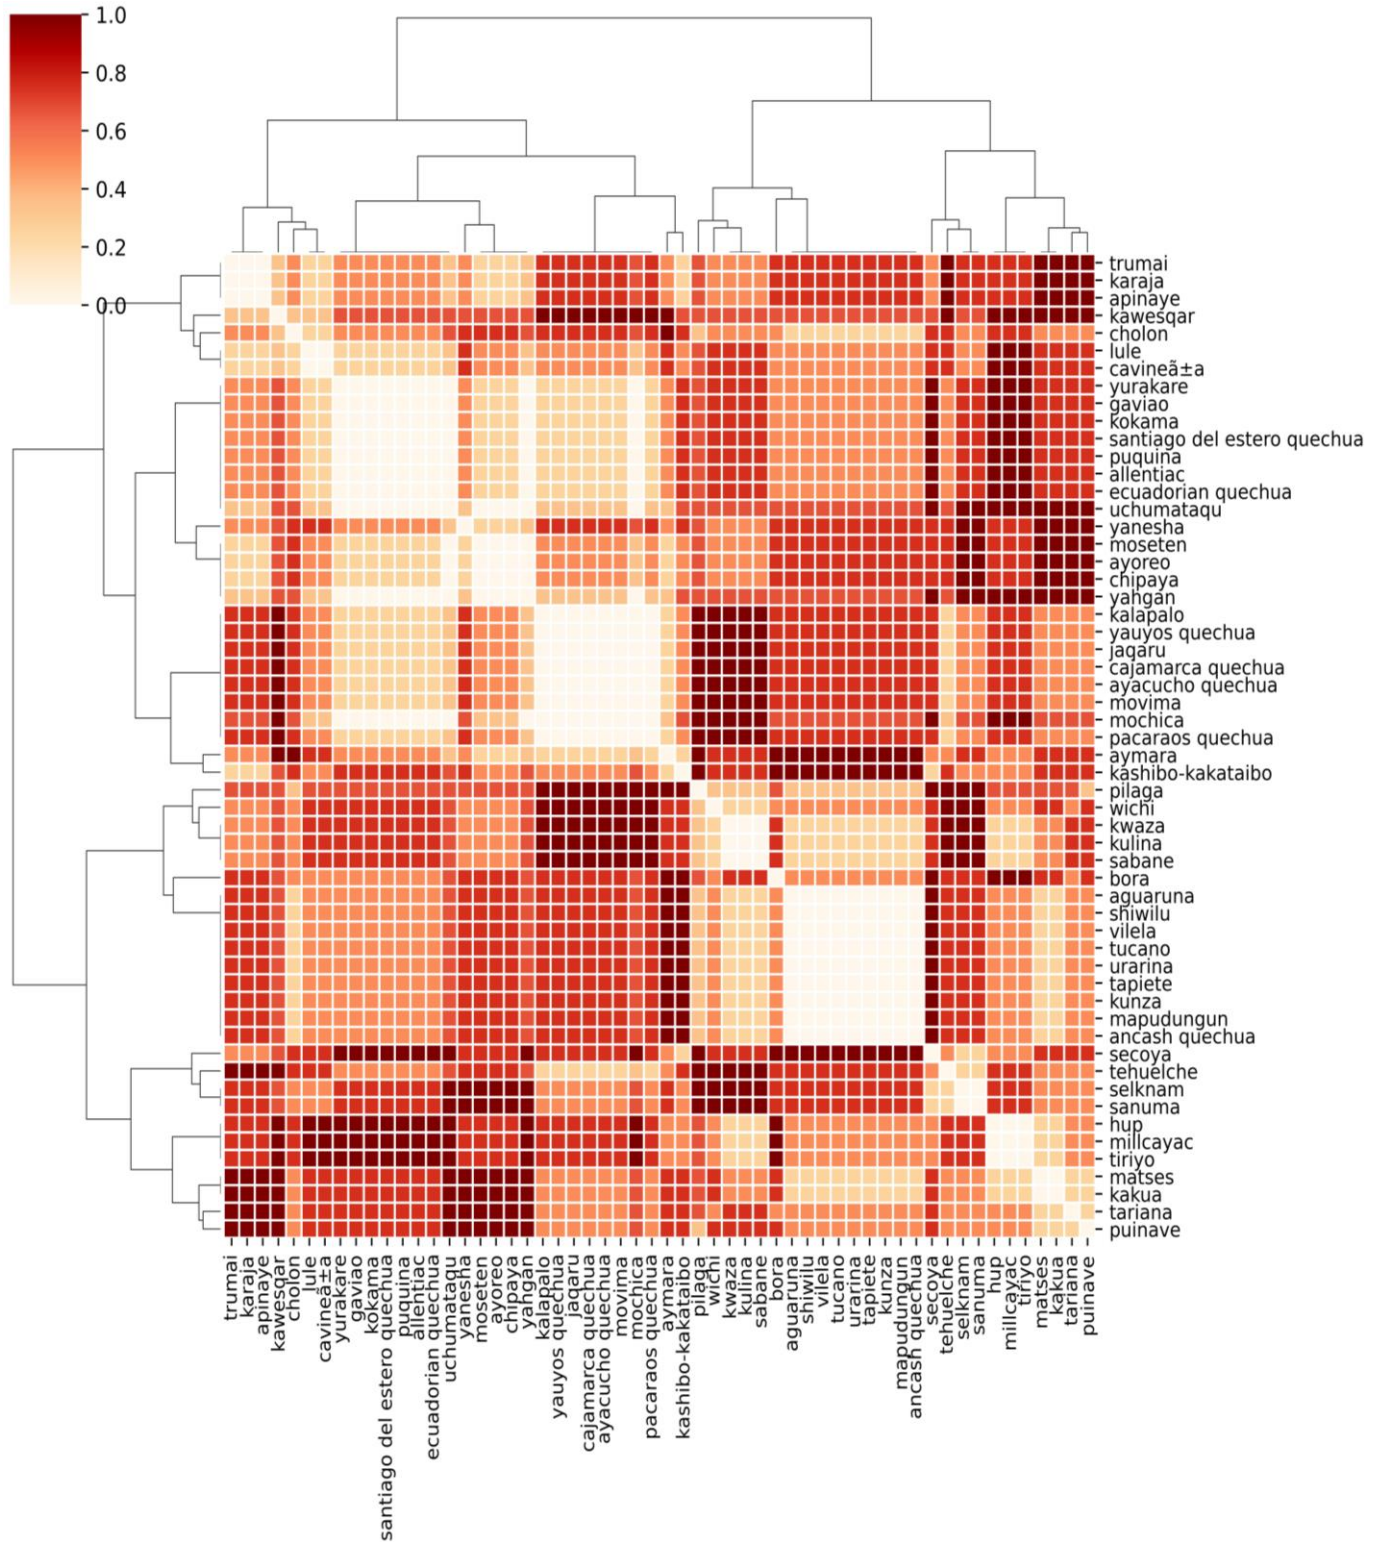 1.0
0.8
0.6
0.4
0.2
0.0
trumai
karaja
apinaye
kawesqar
cholon
lule
cavineã±a
yurakare
gaviao
kokama
santiago del estero quechua
puquina
allentiac
ecuadorian quechua
uchumataqu
yanesha
moseten
ayoreo
chipaya
yahgan
kalapalo
yauyos quechua
jaqaru
cajamarca quechua
ayacucho quechua
movima
mochica
pacaraos quechua
aymara
kashibo-kakataibo
pilaga
wichi
kwaza
kulina
sabane
bora
aguaruna
shiwilu
vilela
tucano
urarina
tapiete
kunza
mapudungun
ancash quechua
secoya
tehuelche
selknam
sanuma
hup
millcayac
tiriyo
matses
kakua
tariana
puinave
trumai
karaja
apinaye
kawesqar
cholon
lule
cavineã±a
yurakare
gaviao
kokama
santiago del estero quechua
puquina
allentiac
ecuadorian quechua
uchumataqu
yanesha
moseten
ayoreo
chipaya
yahgan
kalapalo
yauyos quechua
jaqaru
cajamarca quechua
ayacucho quechua
movima
mochica
pacaraos quechua
aymara
kashibo-kakataibo
pilaga
wichi
kwaza
kulina
sabane
bora
aguaruna
shiwilu
vilela
tucano
urarina
tapiete
kunza
mapudungun
ancash quechua
secoya
tehuelche
selknam
sanuma
hup
millcayac
tiriyo
matses
kakua
tariana
puinave